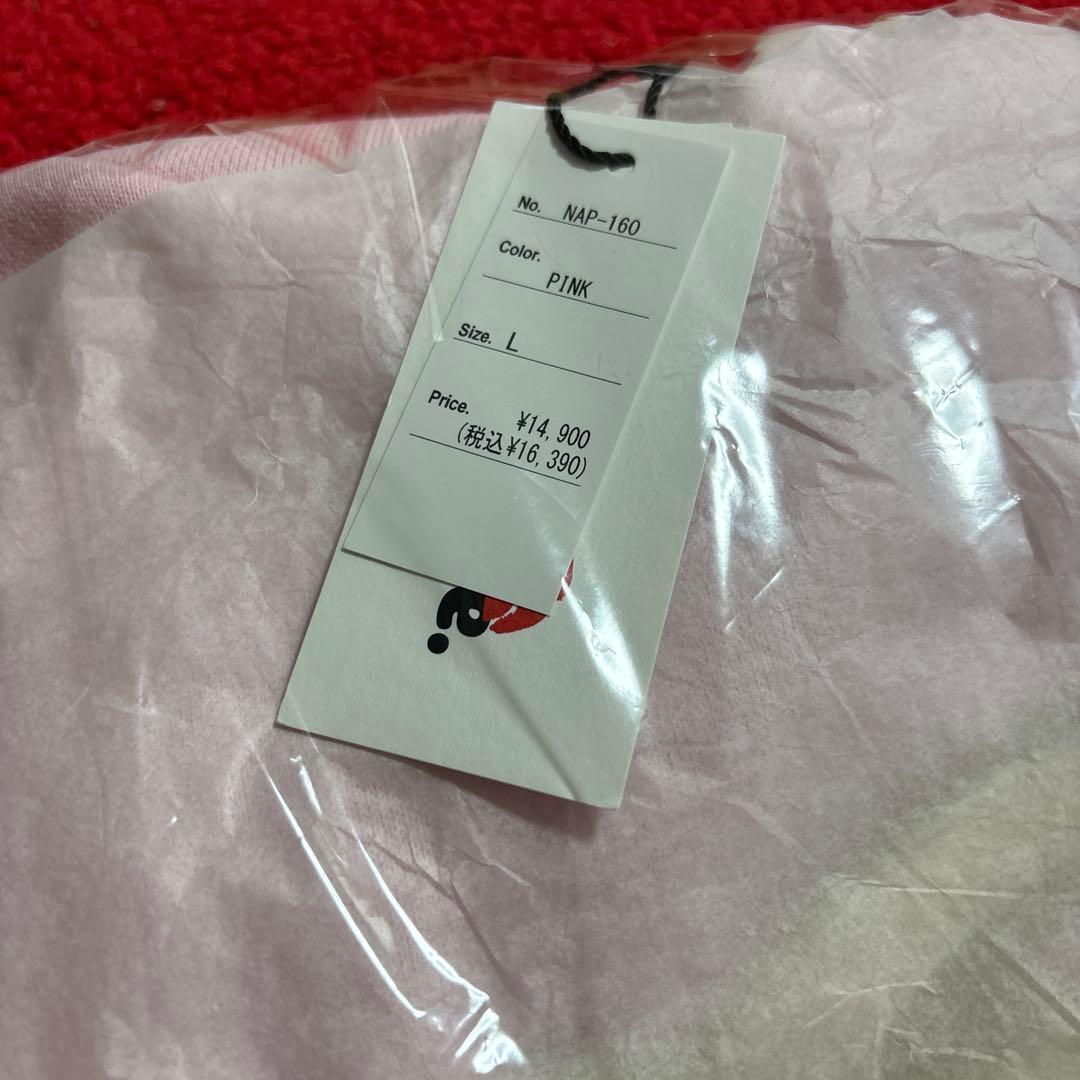 No. NAP-160
Color. PINK
Size. L
Price. ¥14,900
(税込¥16,390)